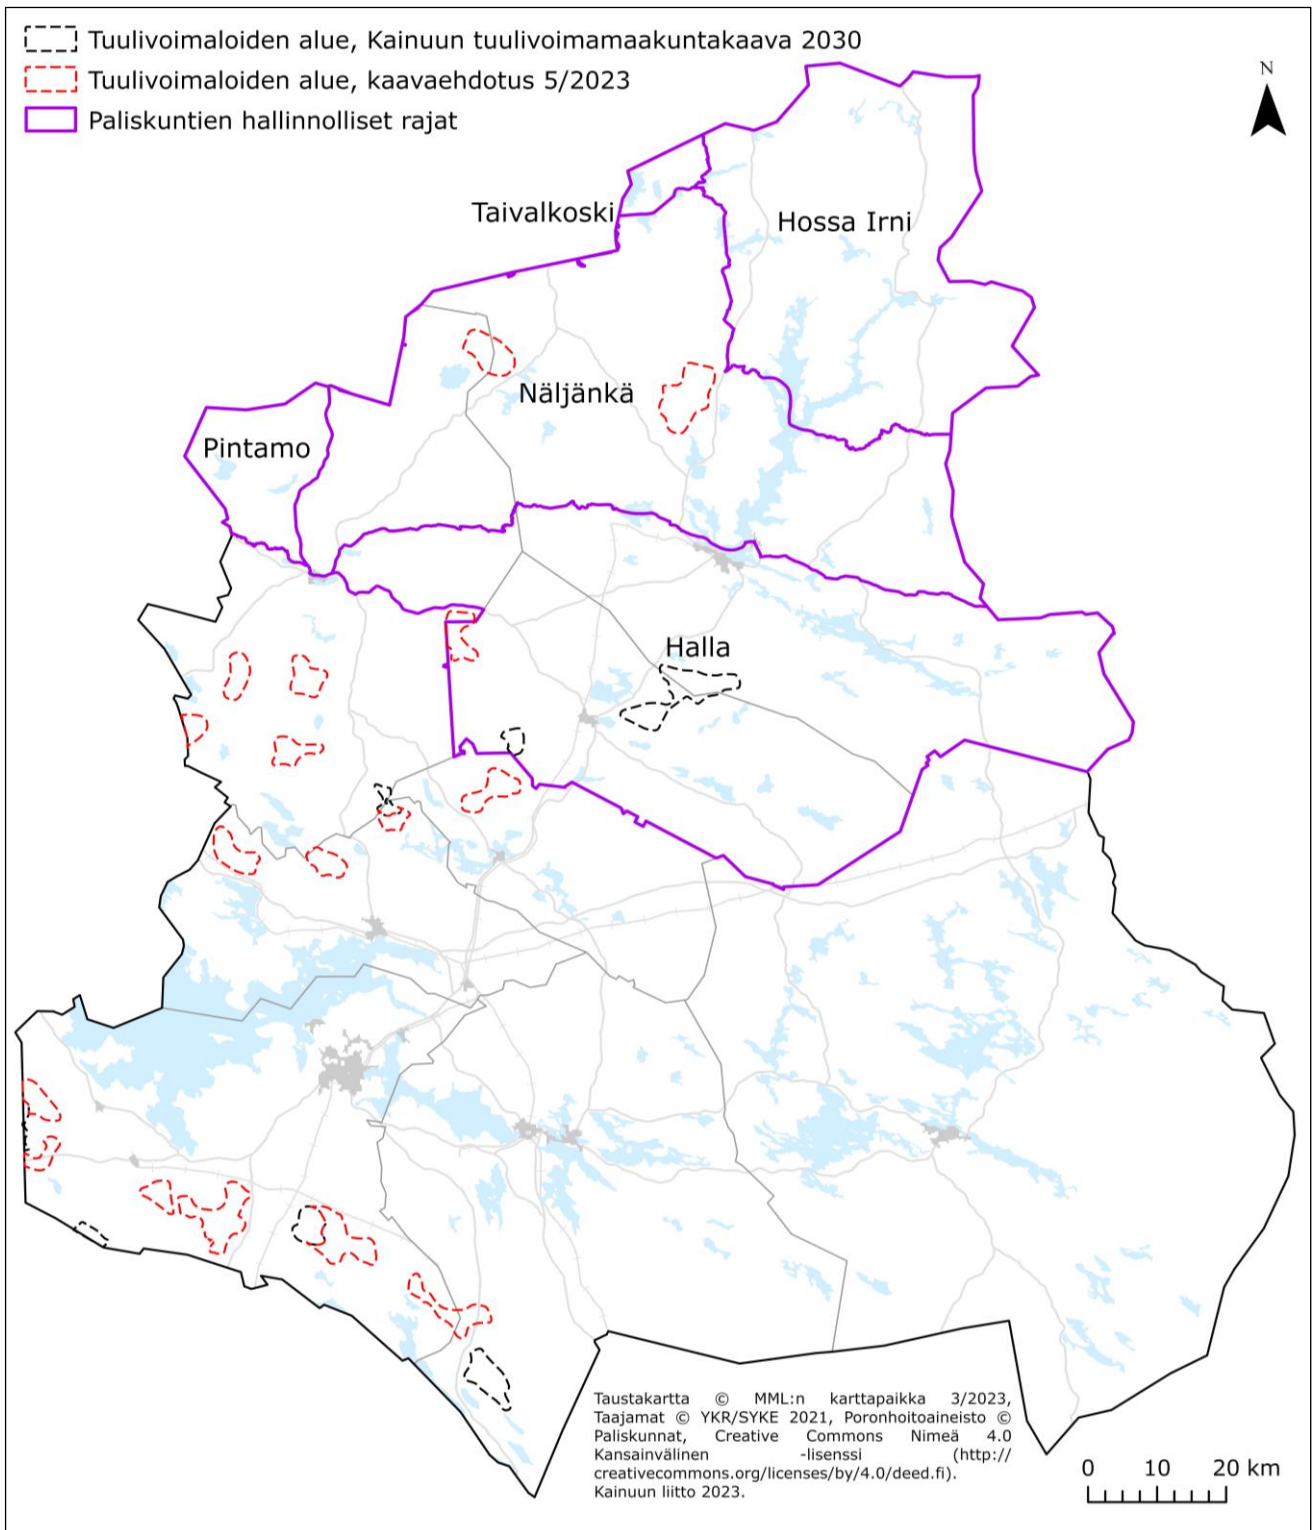 Tuulivoimaloiden alue, Kainuun tuulivoimamaakuntakaava 2030
Tuulivoimaloiden alue, kaavaehdotus 5/2023
Paliskuntien hallinnolliset rajat
N
Taivalkoski
Hossa Irni
Näljänkä
Pintamo
Halla
Taustakartta © MML:n karttapaikka 3/2023,
Taajamat © YKR/SYKE 2021, Poronhoitoaineisto ©
Paliskunnat, Creative Commons Nimeä 4.0
Kansainvälinen -lisenssi (http://
creativecommons.org/licenses/by/4.0/deed.fi).
Kainuun liitto 2023.
0 10 20 km